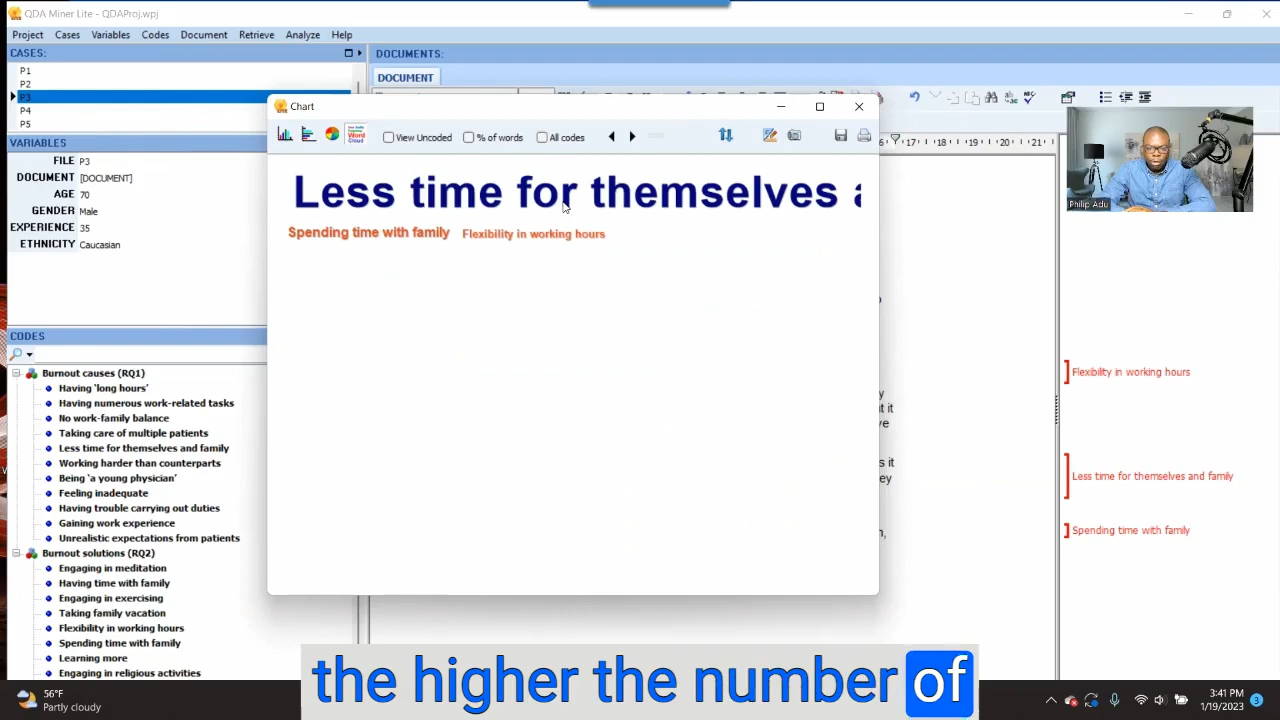 QDA Miner Lite - QDAProj.wpj
Project Cases Variables Codes Document Retrieve Analyze Help
CASES:
P1
P2
P3
P4
P5
VARIABLES
FILE P3
DOCUMENT [DOCUMENT]
AGE 70
GENDER Male
EXPERIENCE 35
ETHNICITY Caucasian
CODES
Burnout causes (RQ1)
Having 'long hours'
Having numerous work-related tasks
No work-family balance
Taking care of multiple patients
Less time for themselves and family
Working harder than counterparts
Being 'a young physician'
Feeling inadequate
Having trouble carrying out duties
Gaining work experience
Unrealistic expectations from patients
Burnout solutions (RQ2)
Engaging in meditation
Having time with family
Engaging in exercising
Taking family vacation
Flexibility in working hours
Spending time with family
Learning more
Engaging in religious activities
DOCUMENTS:
DOCUMENT
Chart
View Uncoded % of words All codes
Less time for themselves a
Spending time with family Flexibility in working hours
16 17 18 19 20 21
Philip Adu
Flexibility in working hours
Less time for themselves and family
Spending time with family
the higher the number of
56°F
Partly cloudy
3:41 PM
1/19/2023
3